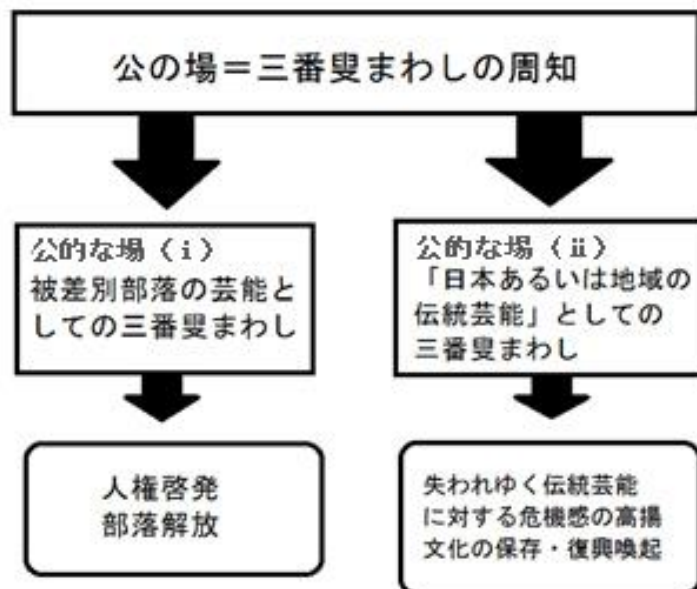 公の場＝三番叟まわしの周知
公的な場（ⅰ）
被差別部落の芸能と
しての三番叟まわし
公的な場（ⅱ）
「日本あるいは地域の
伝統芸能」としての
三番叟まわし
人権啓発
部落解放
失われゆく伝統芸能
に対する危機感の高揚
文化の保存・復興喚起